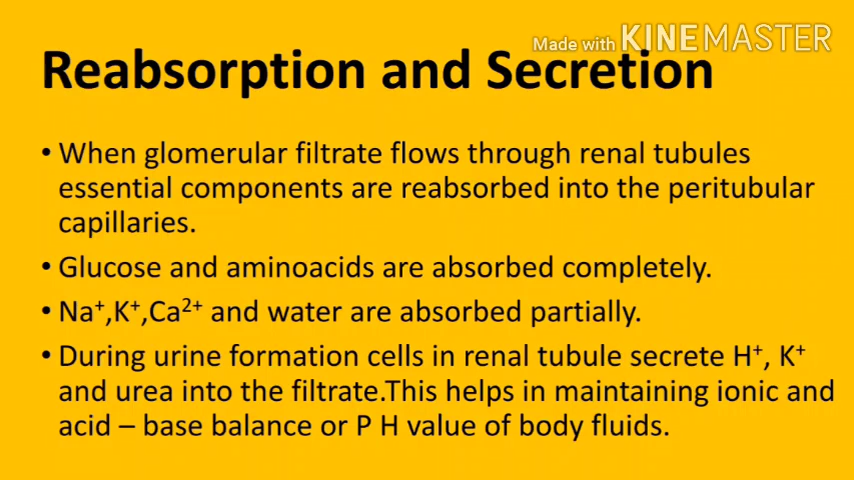 Made with KINEMASTER
Reabsorption and Secretion
• When glomerular filtrate flows through renal tubules
essential components are reabsorbed into the peritubular
capillaries.
• Glucose and aminoacids are absorbed completely.
• Na⁺,K⁺,Ca²⁺ and water are absorbed partially.
• During urine formation cells in renal tubule secrete H⁺, K⁺
and urea into the filtrate.This helps in maintaining ionic and
acid – base balance or P H value of body fluids.